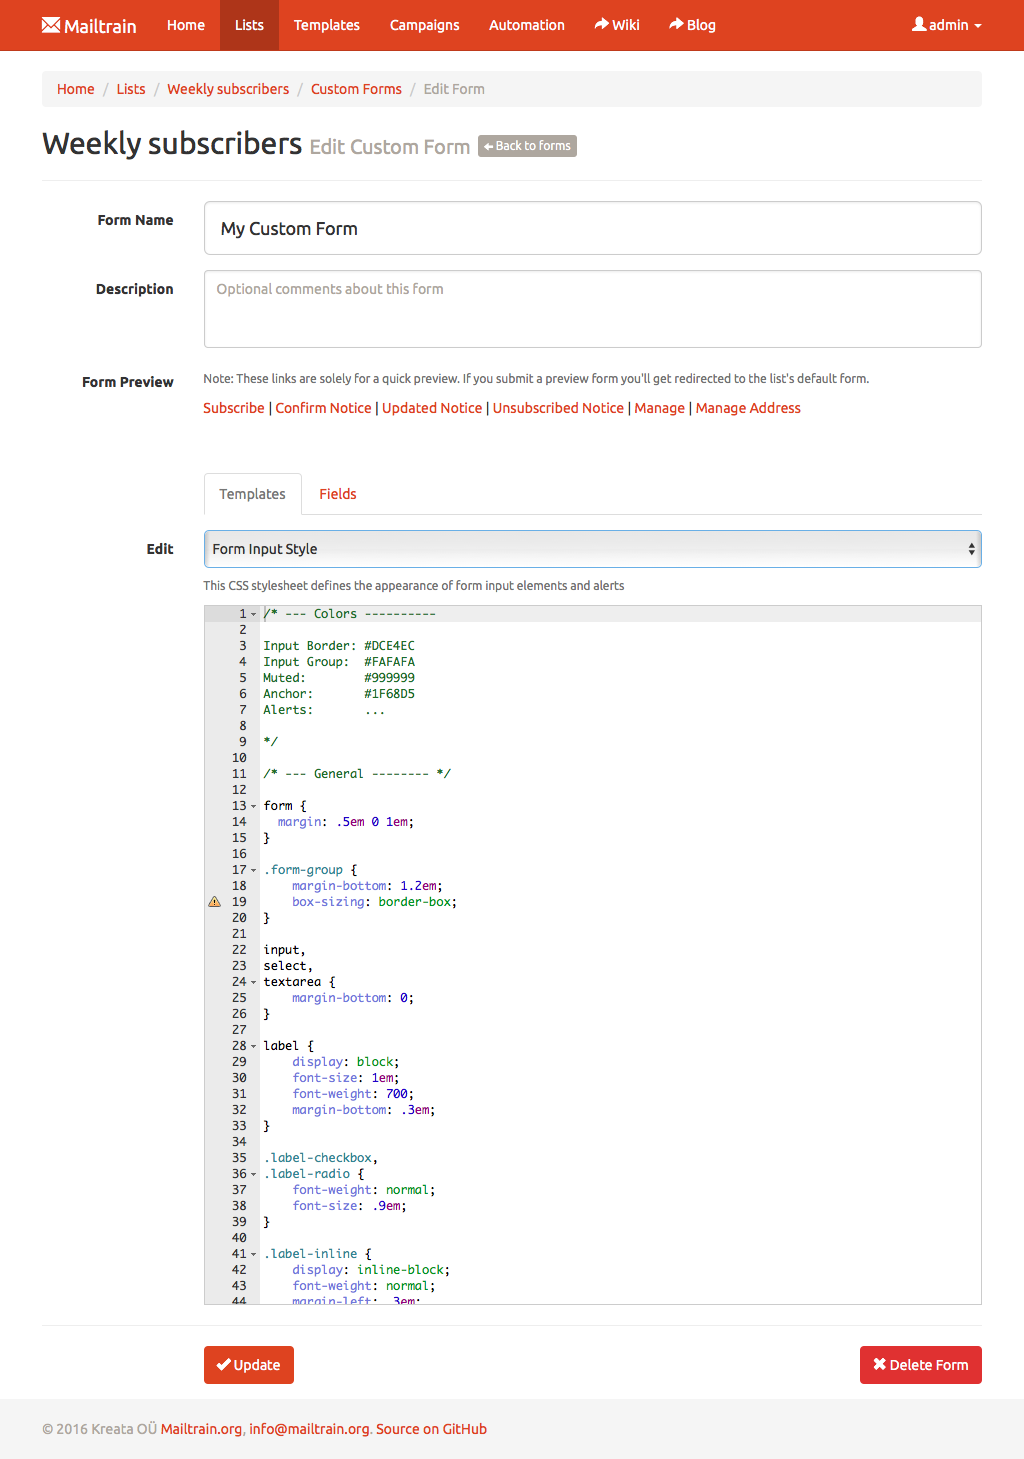 Mailtrain Home Lists Templates Campaigns Automation Wiki Blog admin
Home / Lists / Weekly subscribers / Custom Forms / Edit Form
Weekly subscribers Edit Custom Form Back to forms
Form Name My Custom Form
Description Optional comments about this form
Form Preview Note: These links are solely for a quick preview. If you submit a preview form you'll get redirected to the list's default form.
Subscribe | Confirm Notice | Updated Notice | Unsubscribed Notice | Manage | Manage Address
Templates Fields
Edit Form Input Style
This CSS stylesheet defines the appearance of form input elements and alerts
1 /* --- Colors ----------
2
3 Input Border: #DCE4EC
4 Input Group: #FAFAFA
5 Muted: #999999
6 Anchor: #1F68D5
7 Alerts: ...
8
9 */
10
11 /* --- General -------- */
12
13 form {
14 margin: .5em 0 1em;
15 }
16
17 .form-group {
18 margin-bottom: 1.2em;
19 box-sizing: border-box;
20 }
21
22 input,
23 select,
24 textarea {
25 margin-bottom: 0;
26 }
27
28 label {
29 display: block;
30 font-size: 1em;
31 font-weight: 700;
32 margin-bottom: .3em;
33 }
34
35 .label-checkbox,
36 .label-radio {
37 font-weight: normal;
38 font-size: .9em;
39 }
40
41 .label-inline {
42 display: inline-block;
43 font-weight: normal;
44 margin-left: .3em;
Update Delete Form
© 2016 Kreata OÜ Mailtrain.org, info@mailtrain.org. Source on GitHub